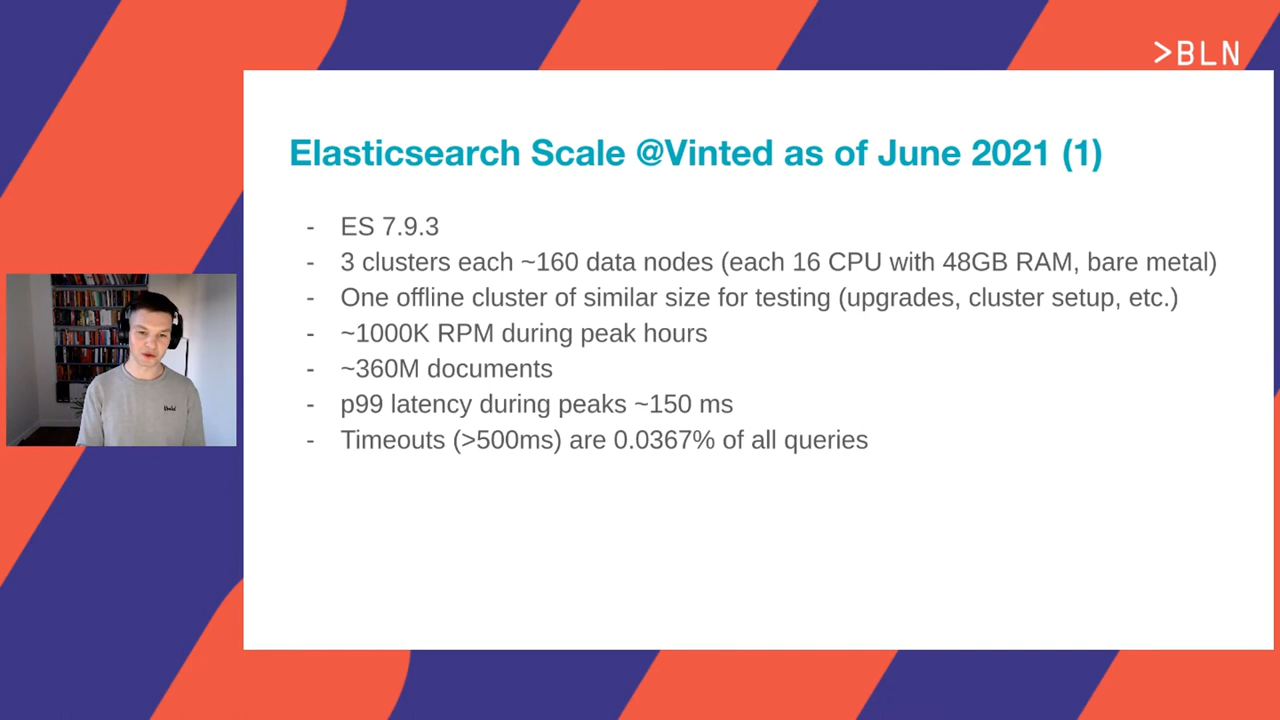 >BLN
Elasticsearch Scale @Vinted as of June 2021 (1)
- ES 7.9.3
- 3 clusters each ~160 data nodes (each 16 CPU with 48GB RAM, bare metal)
- One offline cluster of similar size for testing (upgrades, cluster setup, etc.)
- ~1000K RPM during peak hours
- ~360M documents
- p99 latency during peaks ~150 ms
- Timeouts (>500ms) are 0.0367% of all queries